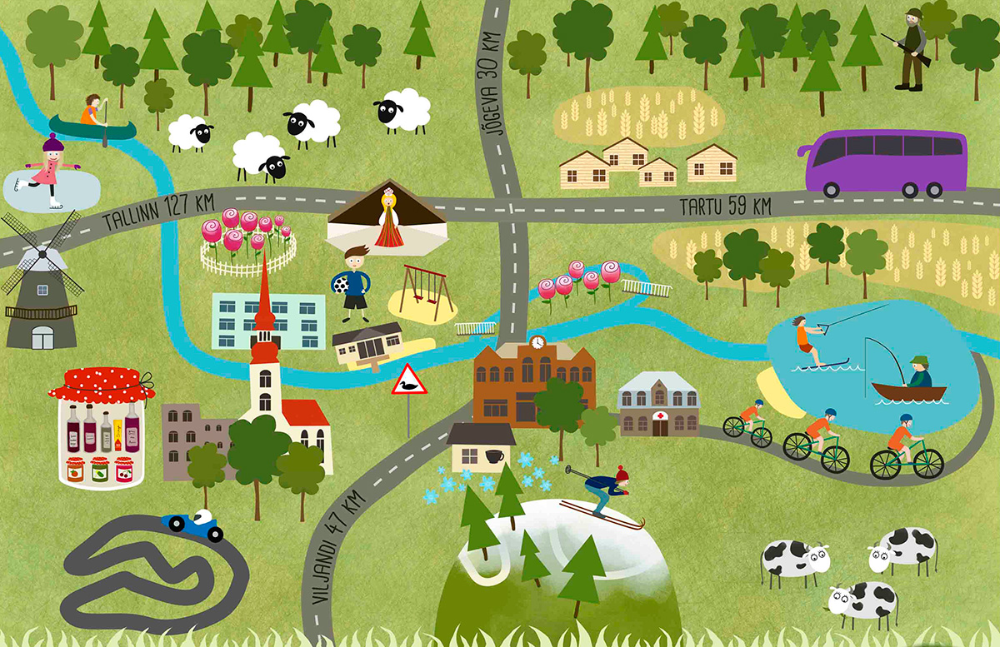 JÕGEVA 30 KM
TALLINN 127 KM
TARTU 59 KM
VILJANDI 47 KM